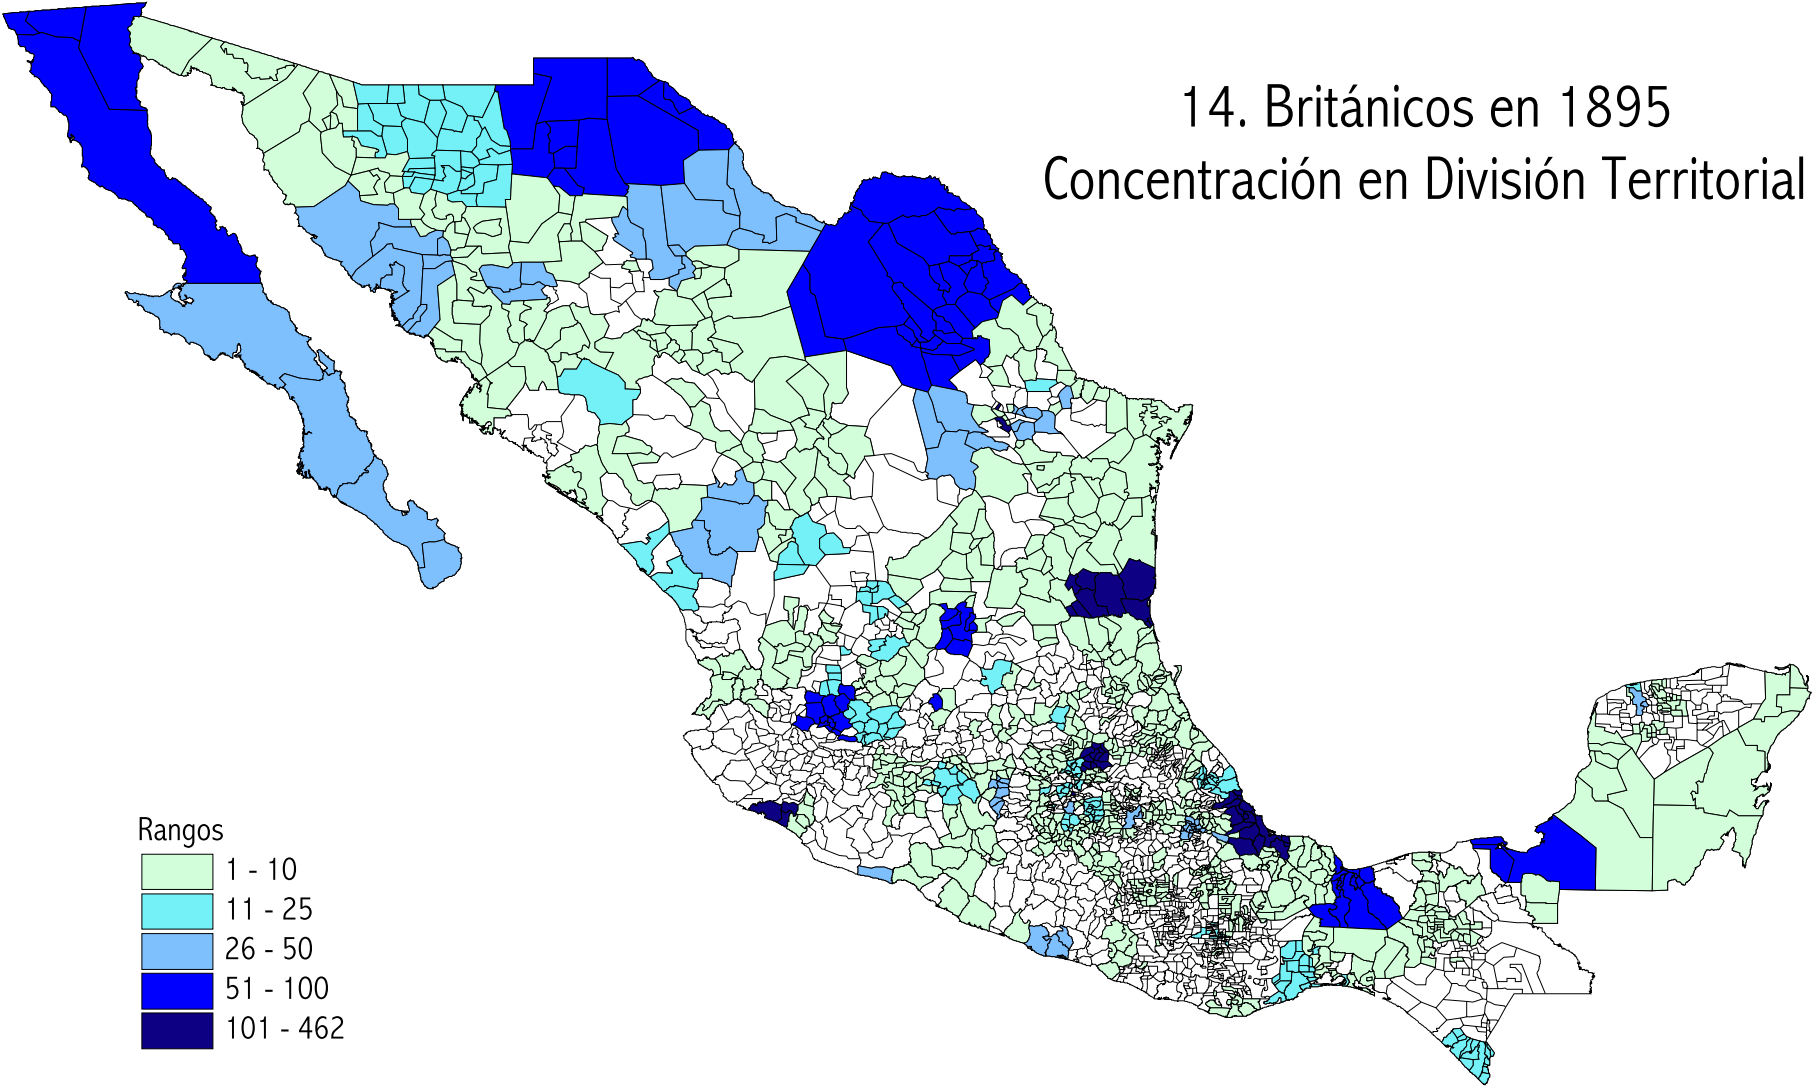 14. Británicos en 1895
Concentración en División Territorial
Rangos
1 - 10
11 - 25
26 - 50
51 - 100
101 - 462